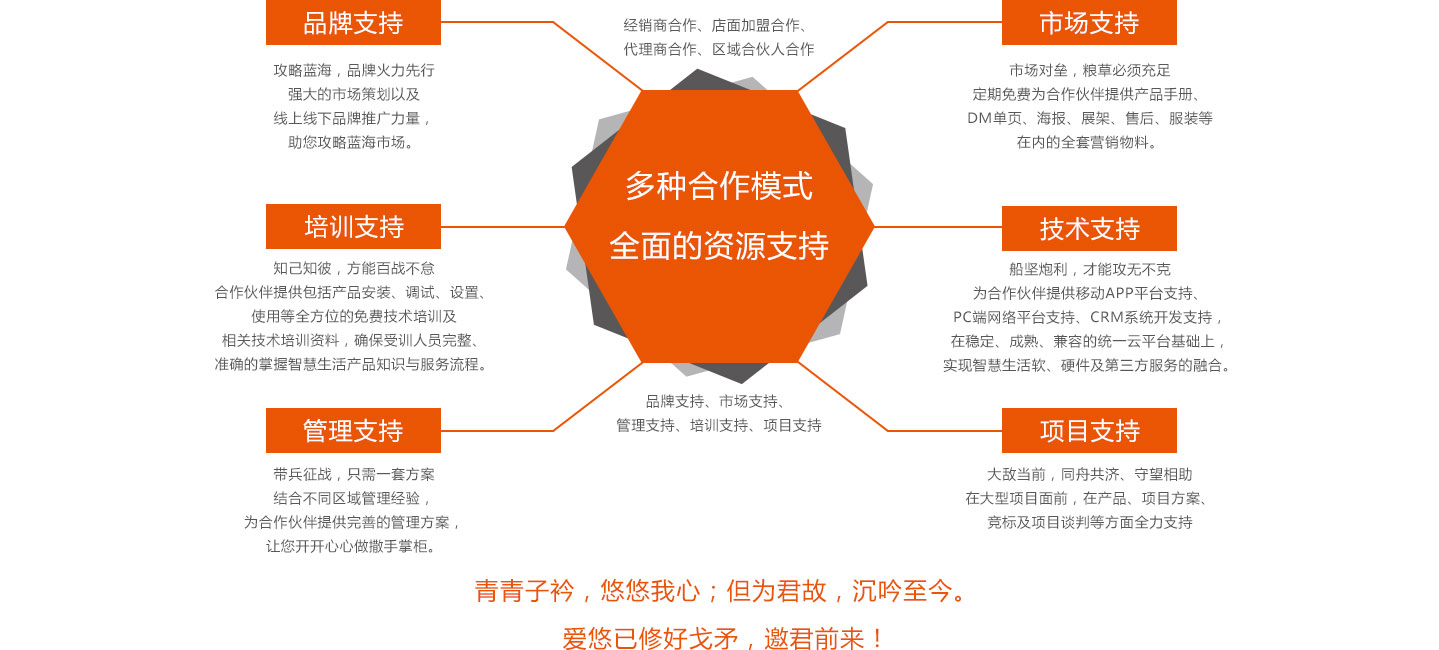 品牌支持
攻略蓝海，品牌火力先行
强大的市场策划以及
线上线下品牌推广力量，
助您攻略蓝海市场。
经销商合作、店面加盟合作、
代理商合作、区域合伙人合作
市场支持
市场对垒，粮草必须充足
定期免费为合作伙伴提供产品手册、
DM单页、海报、展架、售后、服装等
在内的全套营销物料。
多种合作模式
全面的资源支持
培训支持
知己知彼，方能百战不怠
合作伙伴提供包括产品安装、调试、设置、
使用等全方位的免费技术培训及
相关技术培训资料，确保受训人员完整、
准确的掌握智慧生活产品知识与服务流程。
技术支持
船坚炮利，才能攻无不克
为合作伙伴提供移动APP平台支持、
PC端网络平台支持、CRM系统开发支持，
在稳定、成熟、兼容的统一云平台基础上，
实现智慧生活软、硬件及第三方服务的融合。
品牌支持、市场支持、
管理支持、培训支持、项目支持
管理支持
带兵征战，只需一套方案
结合不同区域管理经验，
为合作伙伴提供完善的管理方案，
让您开开心心做撒手掌柜。
项目支持
大敌当前，同舟共济、守望相助
在大型项目面前，在产品、项目方案、
竞标及项目谈判等方面全力支持
青青子衿，悠悠我心；但为君故，沉吟至今。
爱悠已修好戈矛，邀君前来！